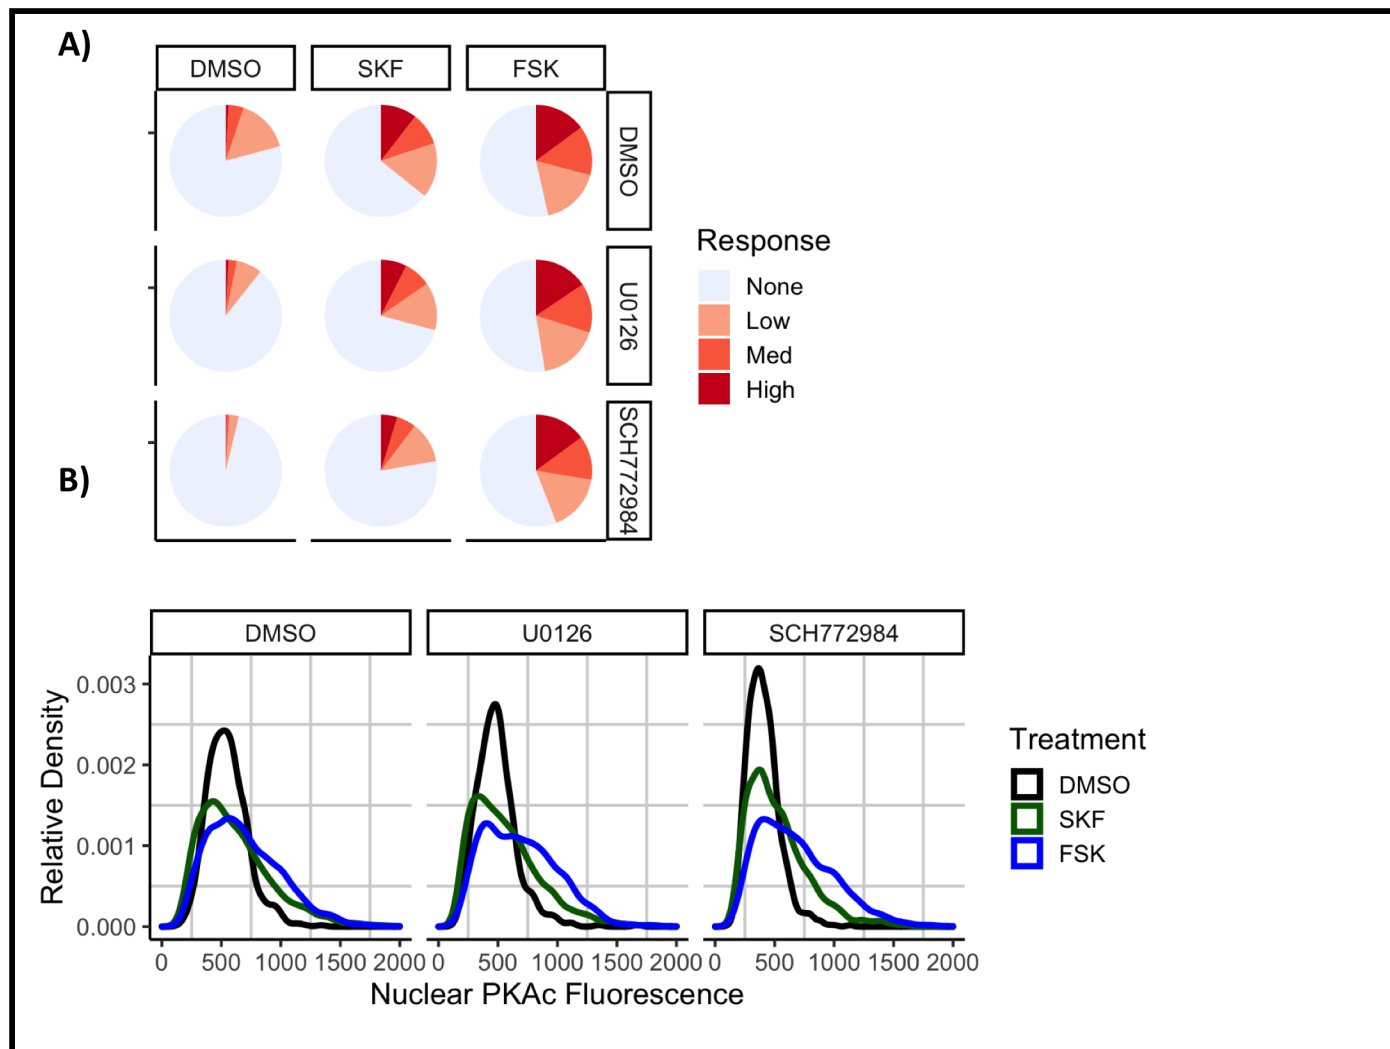 A)
DMSO SKF FSK
DMSO
U0126
SCH772984
Response
None
Low
Med
High
B)
DMSO U0126 SCH772984
0.003
0.002
0.001
0.000
Relative Density
0 500 1000 1500 2000 0 500 1000 1500 2000 0 500 1000 1500 2000
Nuclear PKAc Fluorescence
Treatment
DMSO
SKF
FSK